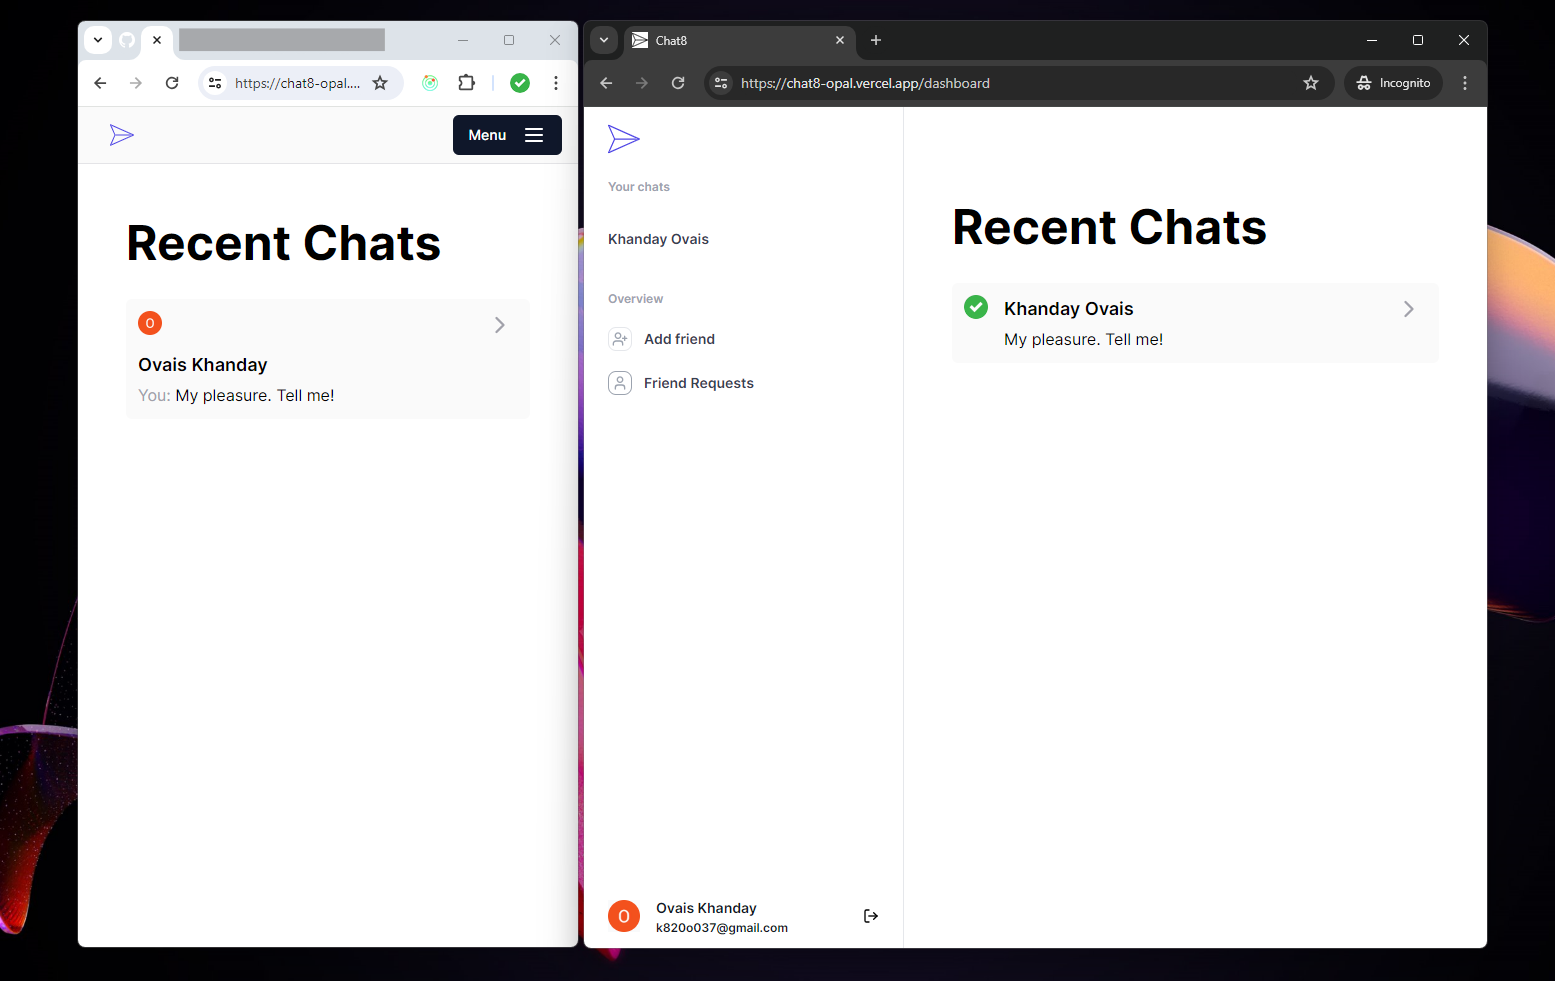 https://chat8-opal....
Menu
Recent Chats
O
Ovais Khanday
You: My pleasure. Tell me!
Chat8
https://chat8-opal.vercel.app/dashboard
Incognito
Your chats
Khanday Ovais
Overview
Add friend
Friend Requests
O
Ovais Khanday
k820o037@gmail.com
Recent Chats
Khanday Ovais
My pleasure. Tell me!